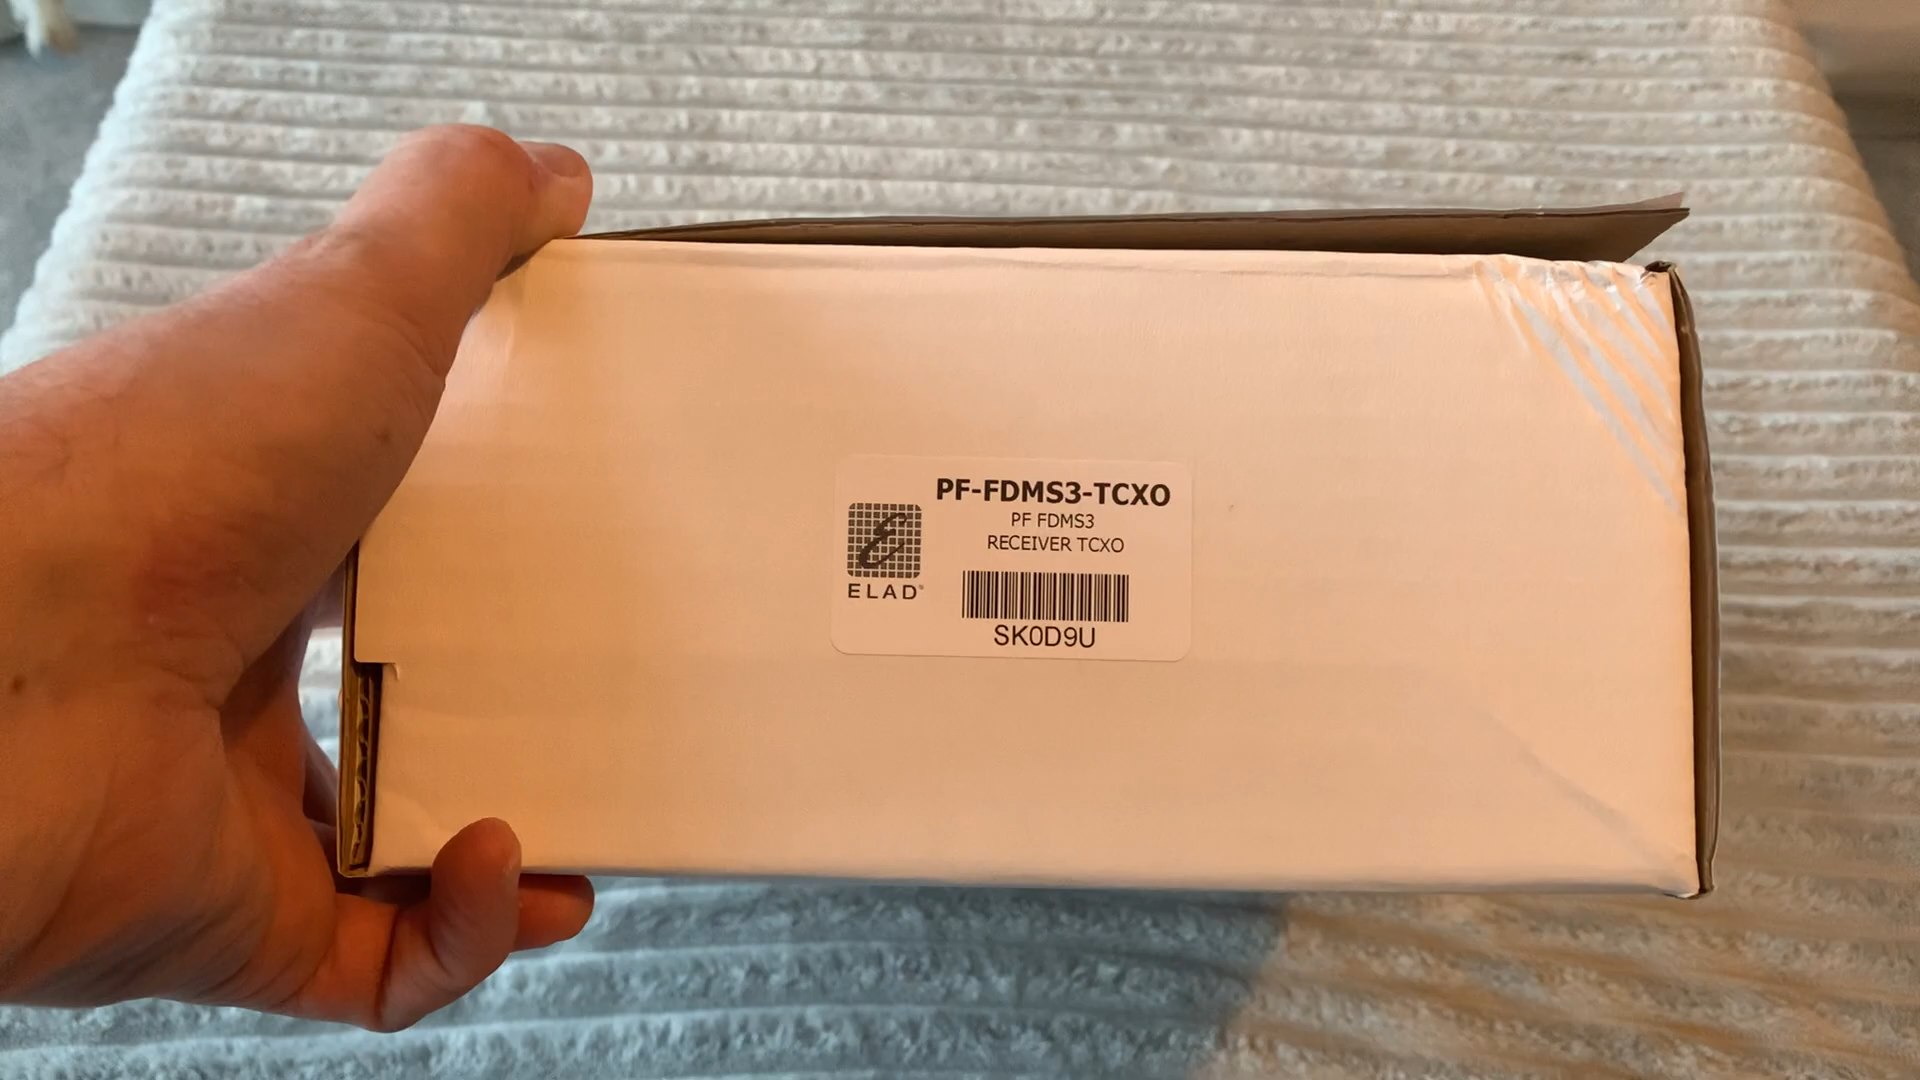 PF-FDMS3-TCXO
PF FDMS3
RECEIVER TCXO
E
ELAD®
SK0D9U